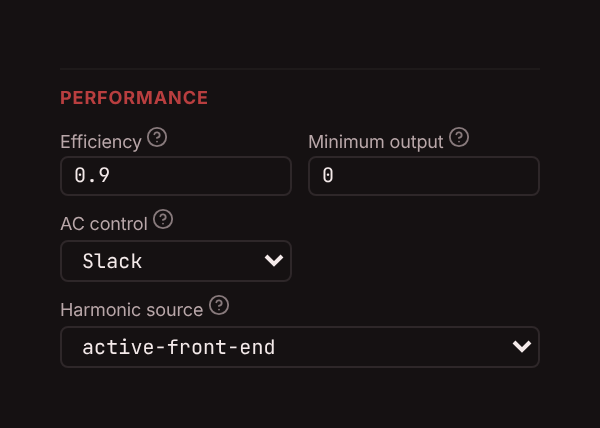 PERFORMANCE
Efficiency ? Minimum output ?
0.9 0
AC control ?
Slack
Harmonic source ?
active-front-end